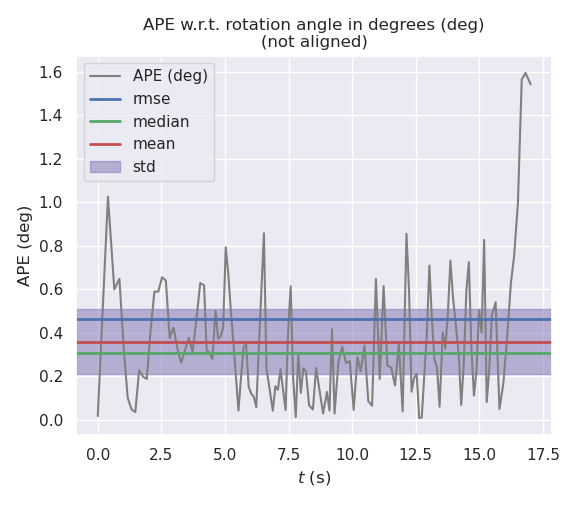 APE w.r.t. rotation angle in degrees (deg)
(not aligned)
APE (deg)
rmse
median
mean
std
APE (deg)
1.6
1.4
1.2
1.0
0.8
0.6
0.4
0.2
0.0
0.0 2.5 5.0 7.5 10.0 12.5 15.0 17.5
t (s)